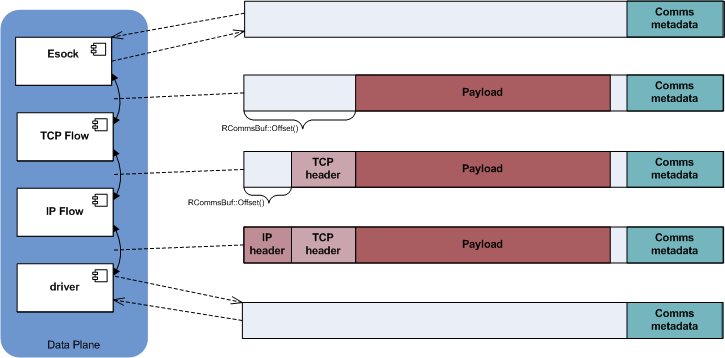 Esock
Comms
metadata
Payload
Comms
metadata
RCommsBuf::Offset()
TCP Flow
TCP
header
Payload
Comms
metadata
RCommsBuf::Offset()
IP Flow
IP
header
TCP
header
Payload
Comms
metadata
driver
Comms
metadata
Data Plane